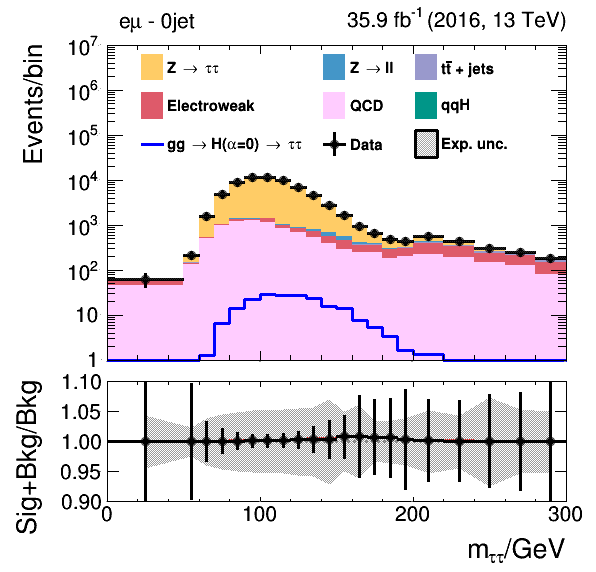 eμ - 0jet 35.9 fb⁻¹ (2016, 13 TeV)
Events/bin
10⁷
10⁶
10⁵
10⁴
10³
10²
10
1
Z → ττ Z → ll tt̄ + jets
Electroweak QCD qqH
gg → H(α=0) → ττ Data Exp. unc.
Sig+Bkg/Bkg
1.10
1.05
1.00
0.95
0.90
0 100 200 300
m_ττ/GeV